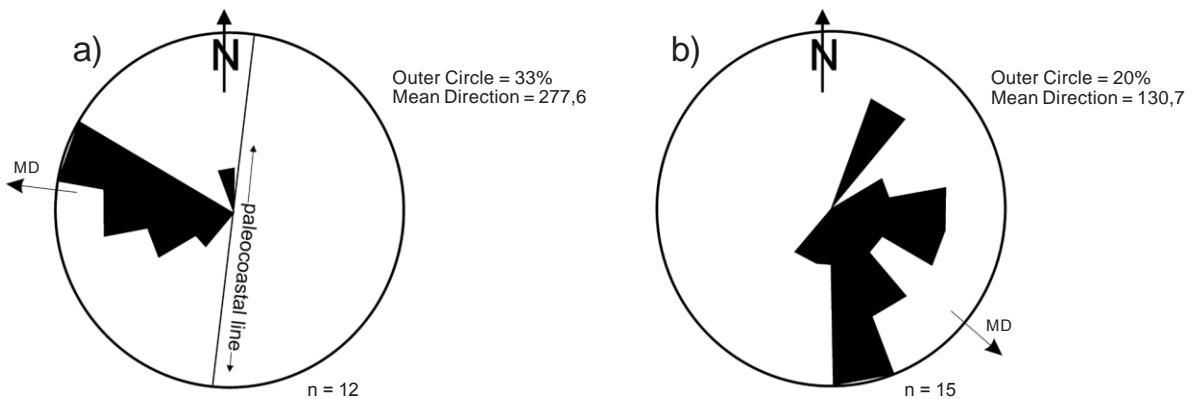 a)
N
Outer Circle = 33%
Mean Direction = 277,6
MD
paleocoastal line
n = 12
b)
N
Outer Circle = 20%
Mean Direction = 130,7
MD
n = 15